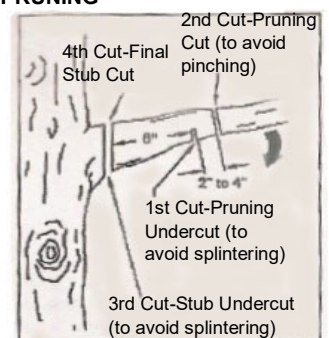 PRUNING
2nd Cut-Pruning
Cut (to avoid
pinching)
4th Cut-Final
Stub Cut
6"
2" to 4"
1st Cut-Pruning
Undercut (to
avoid splintering)
3rd Cut-Stub Undercut
(to avoid splintering)